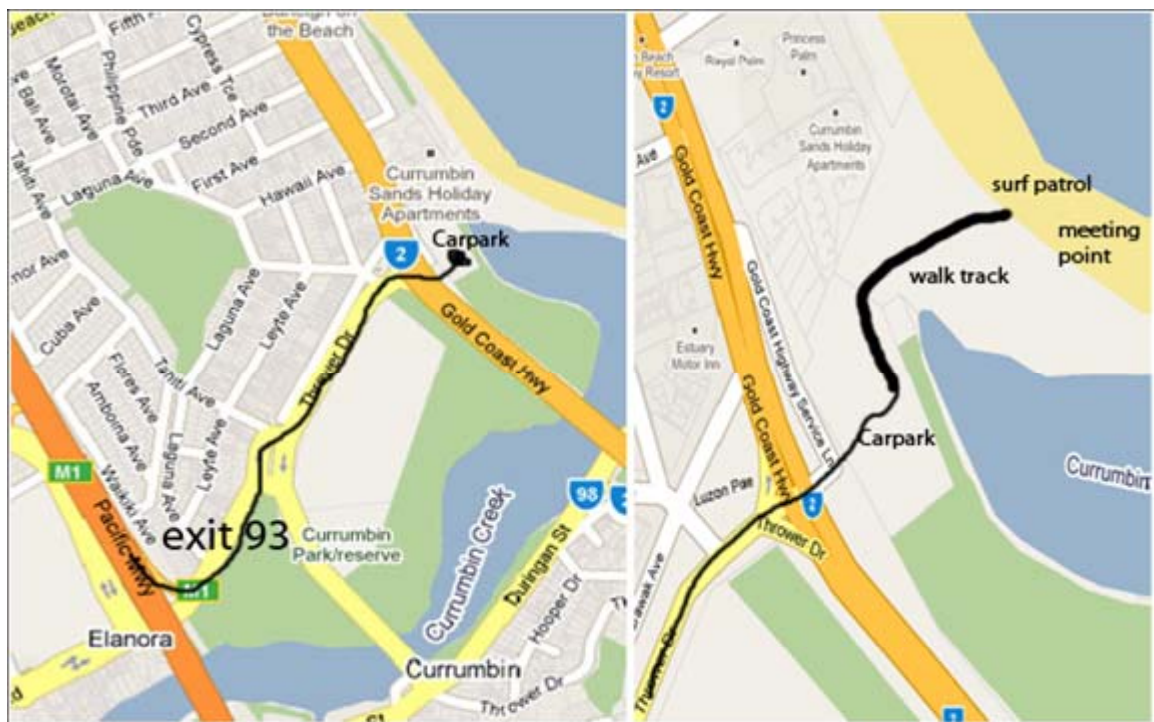 Beach
Fifth Ave
Cypress Tce
the Beach
Philippine Pde
Morotai Ave
Bali Ave
Third Ave
Second Ave
Tahiti Ave
First Ave
Laguna Ave
Hawaii Ave
Currumbin
Sands Holiday
Apartments
Carpark
2
Cuba Ave
Laguna Ave
Leyte Ave
Gold Coast Hwy
Flores Ave
Tahiti Ave
Thrower Dr
Amboina Ave
Laguna Ave
Leyte Ave
M1
Waikiki Ave
Pacific Mwy
exit 93
Currumbin
Park/reserve
98
M1
Currumbin Creek
Duringan St
Hooper Dr
Elanora
Currumbin
Thrower Dr
St
Beach
Resort
Royal Palm
Princess
Palm
2
Currumbin
Sands Holiday
Apartments
Gold Coast Hwy
surf patrol
meeting
point
walk track
Gold Coast Highway Service Ln
Estuary
Motor Inn
Gold Coast Hwy
Carpark
Currumbin
Luzon Pde
2
Thrower Dr
Thrower Dr
2